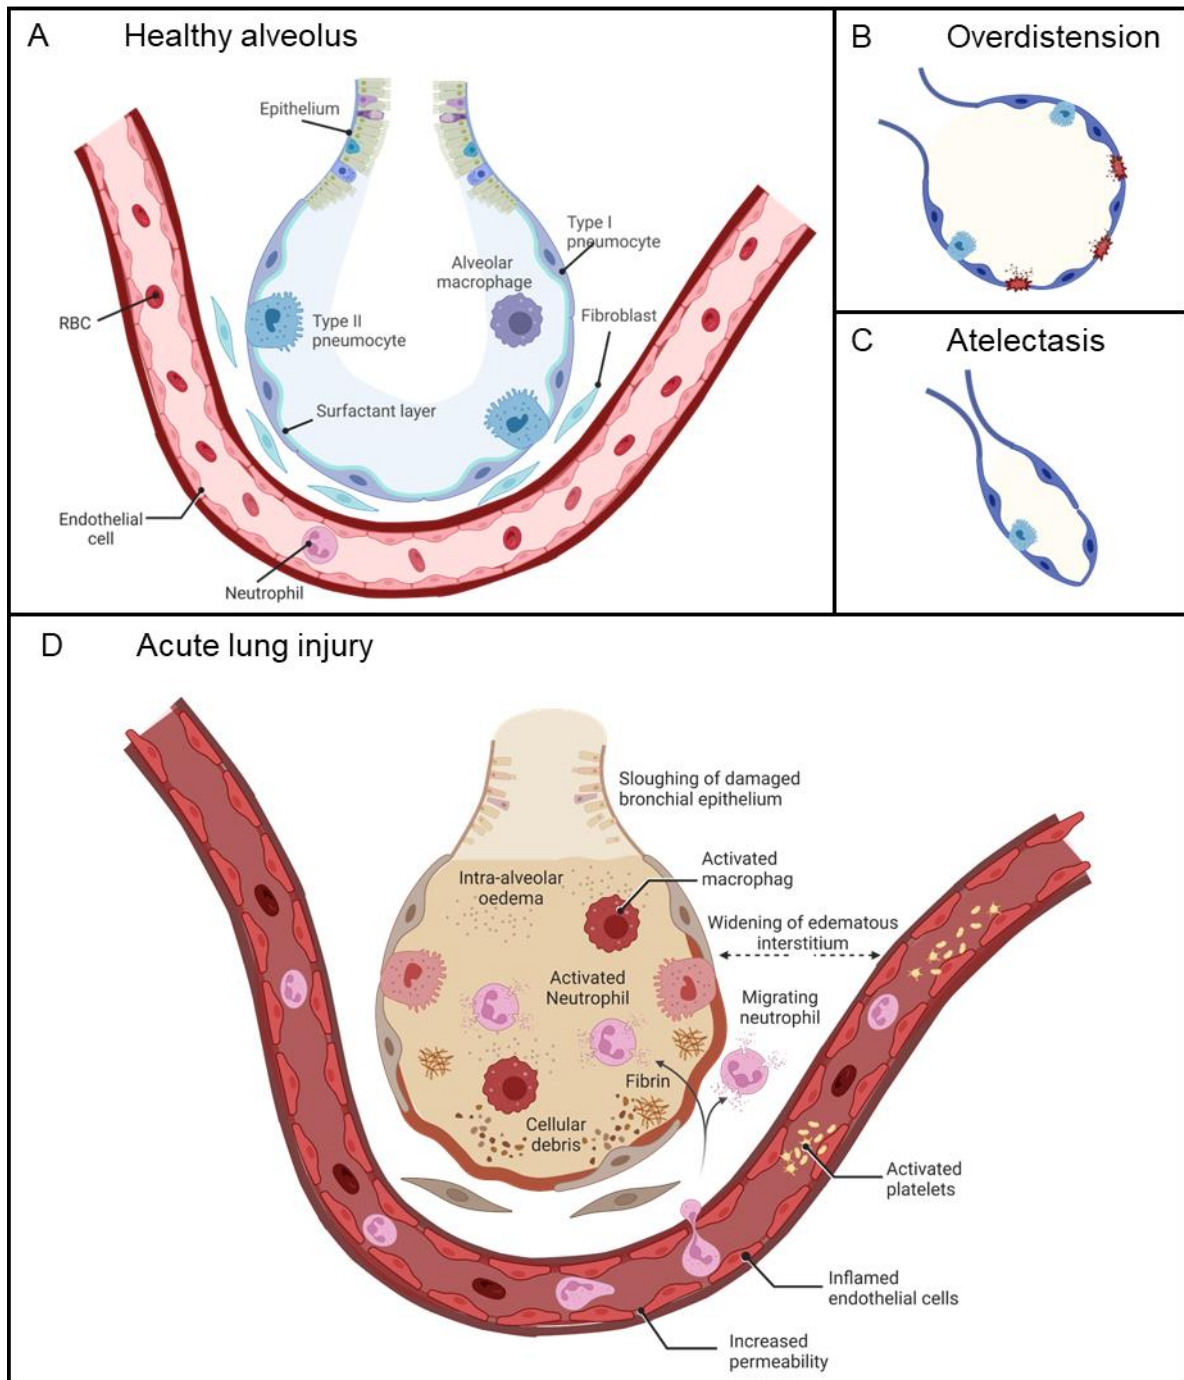 A Healthy alveolus
Epithelium
Type I
pneumocyte
Alveolar
macrophage
Fibroblast
RBC
Type II
pneumocyte
Surfactant layer
Endothelial
cell
Neutrophil
B Overdistension
C Atelectasis
D Acute lung injury
Sloughing of damaged
bronchial epithelium
Activated
macrophag
Intra-alveolar
oedema
Widening of edematous
interstitium
Activated
Neutrophil
Migrating
neutrophil
Fibrin
Cellular
debris
Activated
platelets
Inflamed
endothelial cells
Increased
permeability